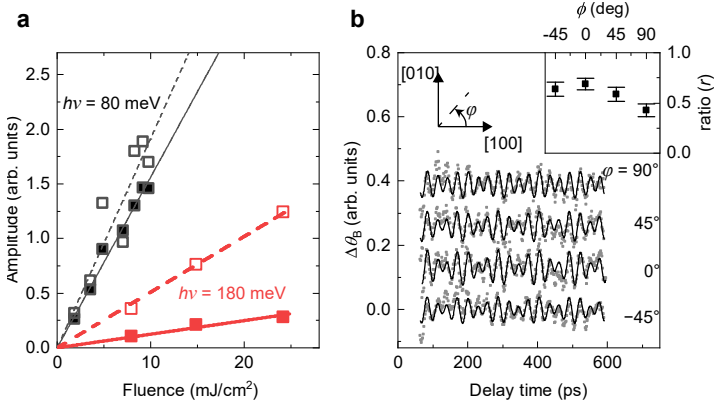 a
2.5
2.0
1.5
1.0
0.5
0.0
Amplitude (arb. units)
hν = 80 meV
hν = 180 meV
0
10
20
Fluence (mJ/cm²)
b
0.8
0.6
0.4
0.2
0.0
Δθ_B (arb. units)
[010]
φ
[100]
ϕ (deg)
-45 0 45 90
1.0
0.5
0.0
ratio (r)
φ = 90°
45°
0°
−45°
0 200 400 600 800
Delay time (ps)